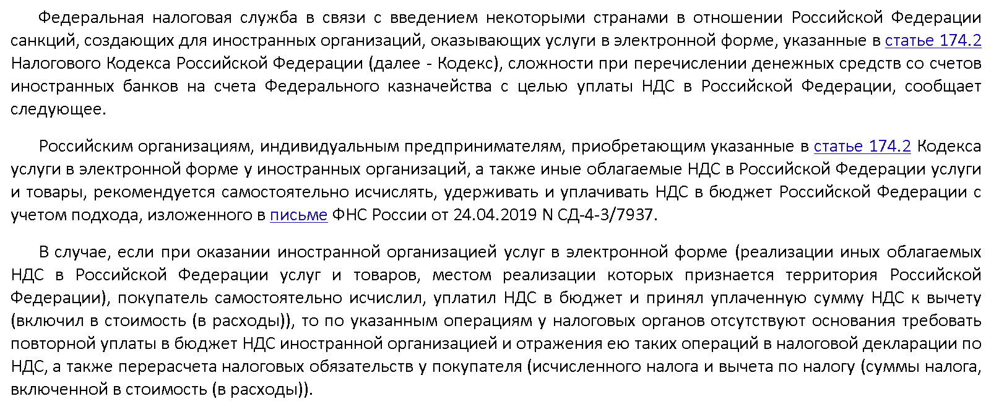 Федеральная налоговая служба в связи с введением некоторыми странами в отношении Российской Федерации
санкций, создающих для иностранных организаций, оказывающих услуги в электронной форме, указанные в статье 174.2
Налогового Кодекса Российской Федерации (далее - Кодекс), сложности при перечислении денежных средств со счетов
иностранных банков на счета Федерального казначейства с целью уплаты НДС в Российской Федерации, сообщает
следующее.
Российским организациям, индивидуальным предпринимателям, приобретающим указанные в статье 174.2 Кодекса
услуги в электронной форме у иностранных организаций, а также иные облагаемые НДС в Российской Федерации услуги
и товары, рекомендуется самостоятельно исчислять, удерживать и уплачивать НДС в бюджет Российской Федерации с
учетом подхода, изложенного в письме ФНС России от 24.04.2019 N СД-4-3/7937.
В случае, если при оказании иностранной организацией услуг в электронной форме (реализации иных облагаемых
НДС в Российской Федерации услуг и товаров, местом реализации которых признается территория Российской
Федерации), покупатель самостоятельно исчислил, уплатил НДС в бюджет и принял уплаченную сумму НДС к вычету
(включил в стоимость (в расходы)), то по указанным операциям у налоговых органов отсутствуют основания требовать
повторной уплаты в бюджет НДС иностранной организацией и отражения ею таких операций в налоговой декларации по
НДС, а также перерасчета налоговых обязательств у покупателя (исчисленного налога и вычета по налогу (суммы налога,
включенной в стоимость (в расходы)).